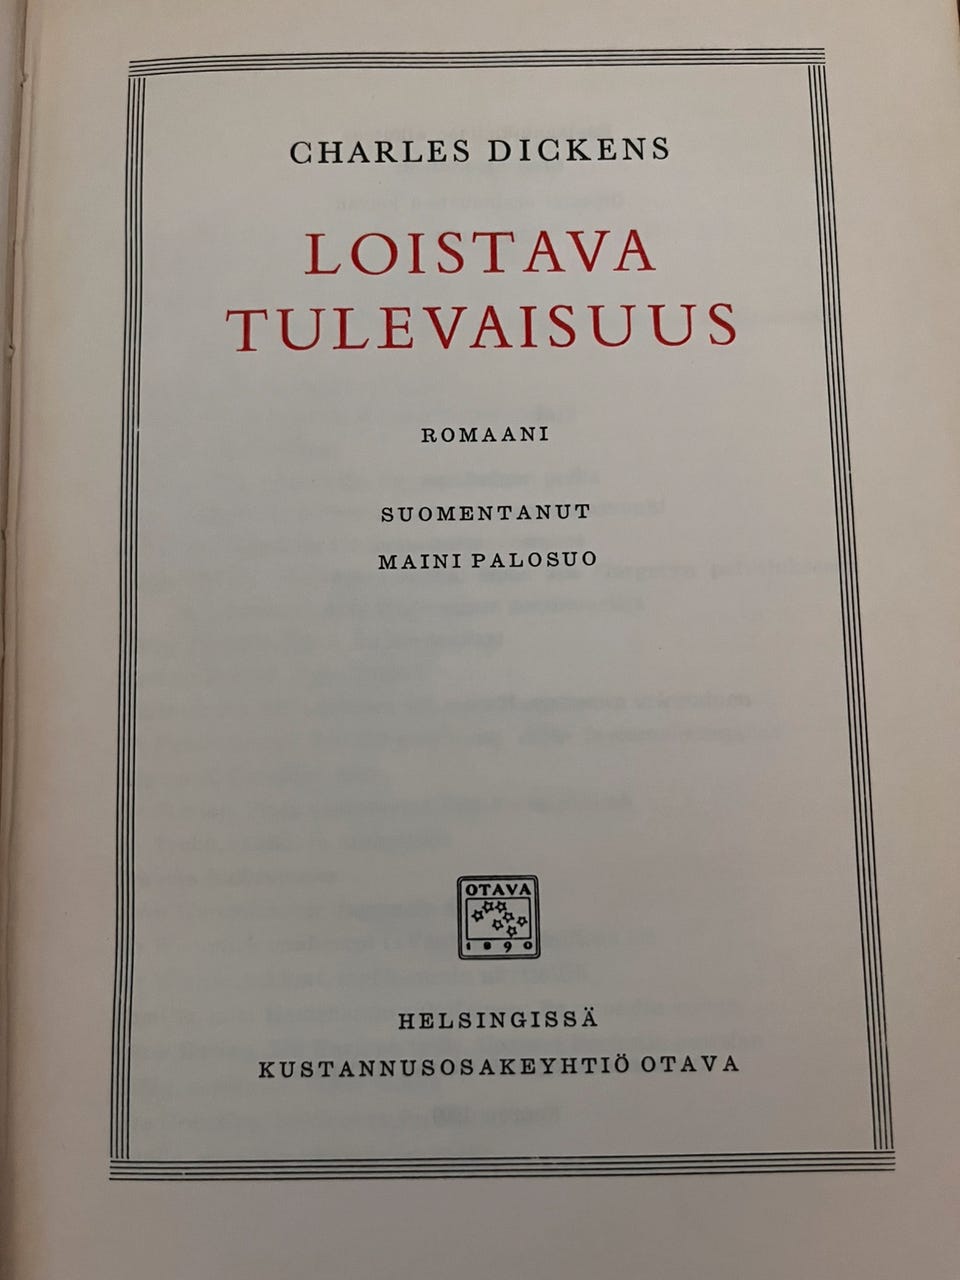 CHARLES DICKENS
LOISTAVA
TULEVAISUUS
ROMAANI
SUOMENTANUT
MAINI PALOSUO
OTAVA
1890
HELSINGISSÄ
KUSTANNUSOSAKEYHTIÖ OTAVA